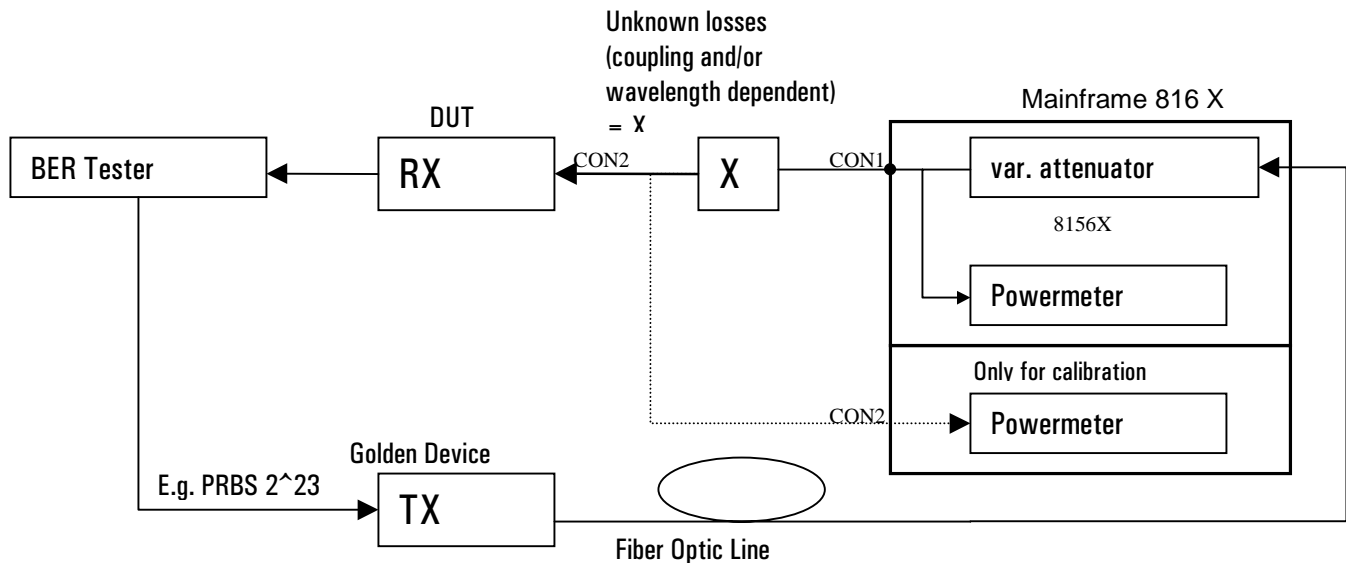 Unknown losses
(coupling and/or
wavelength dependent)
= X
Mainframe 816 X
DUT
BER Tester
RX
CON2
X
CON1
var. attenuator
8156X
Powermeter
Only for calibration
CON2
Powermeter
Golden Device
E.g. PRBS 2^23
TX
Fiber Optic Line